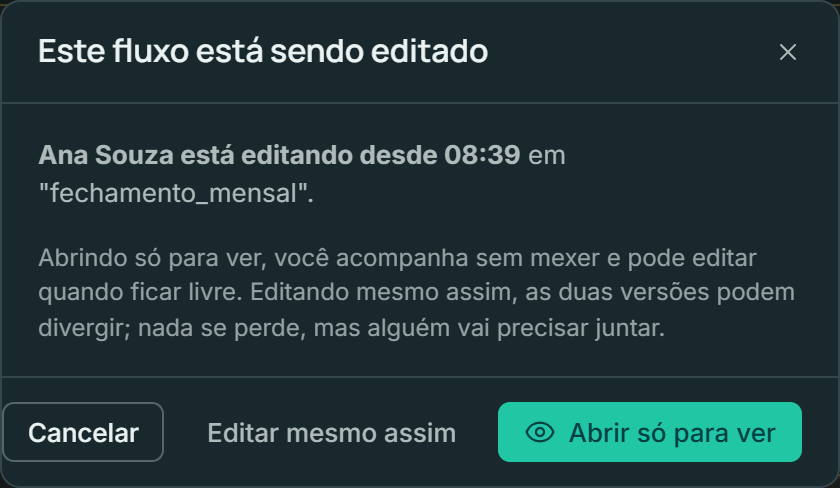 Este fluxo está sendo editado
Ana Souza está editando desde 08:39 em
"fechamento_mensal".
Abrindo só para ver, você acompanha sem mexer e pode editar
quando ficar livre. Editando mesmo assim, as duas versões podem
divergir; nada se perde, mas alguém vai precisar juntar.
Cancelar
Editar mesmo assim
Abrir só para ver